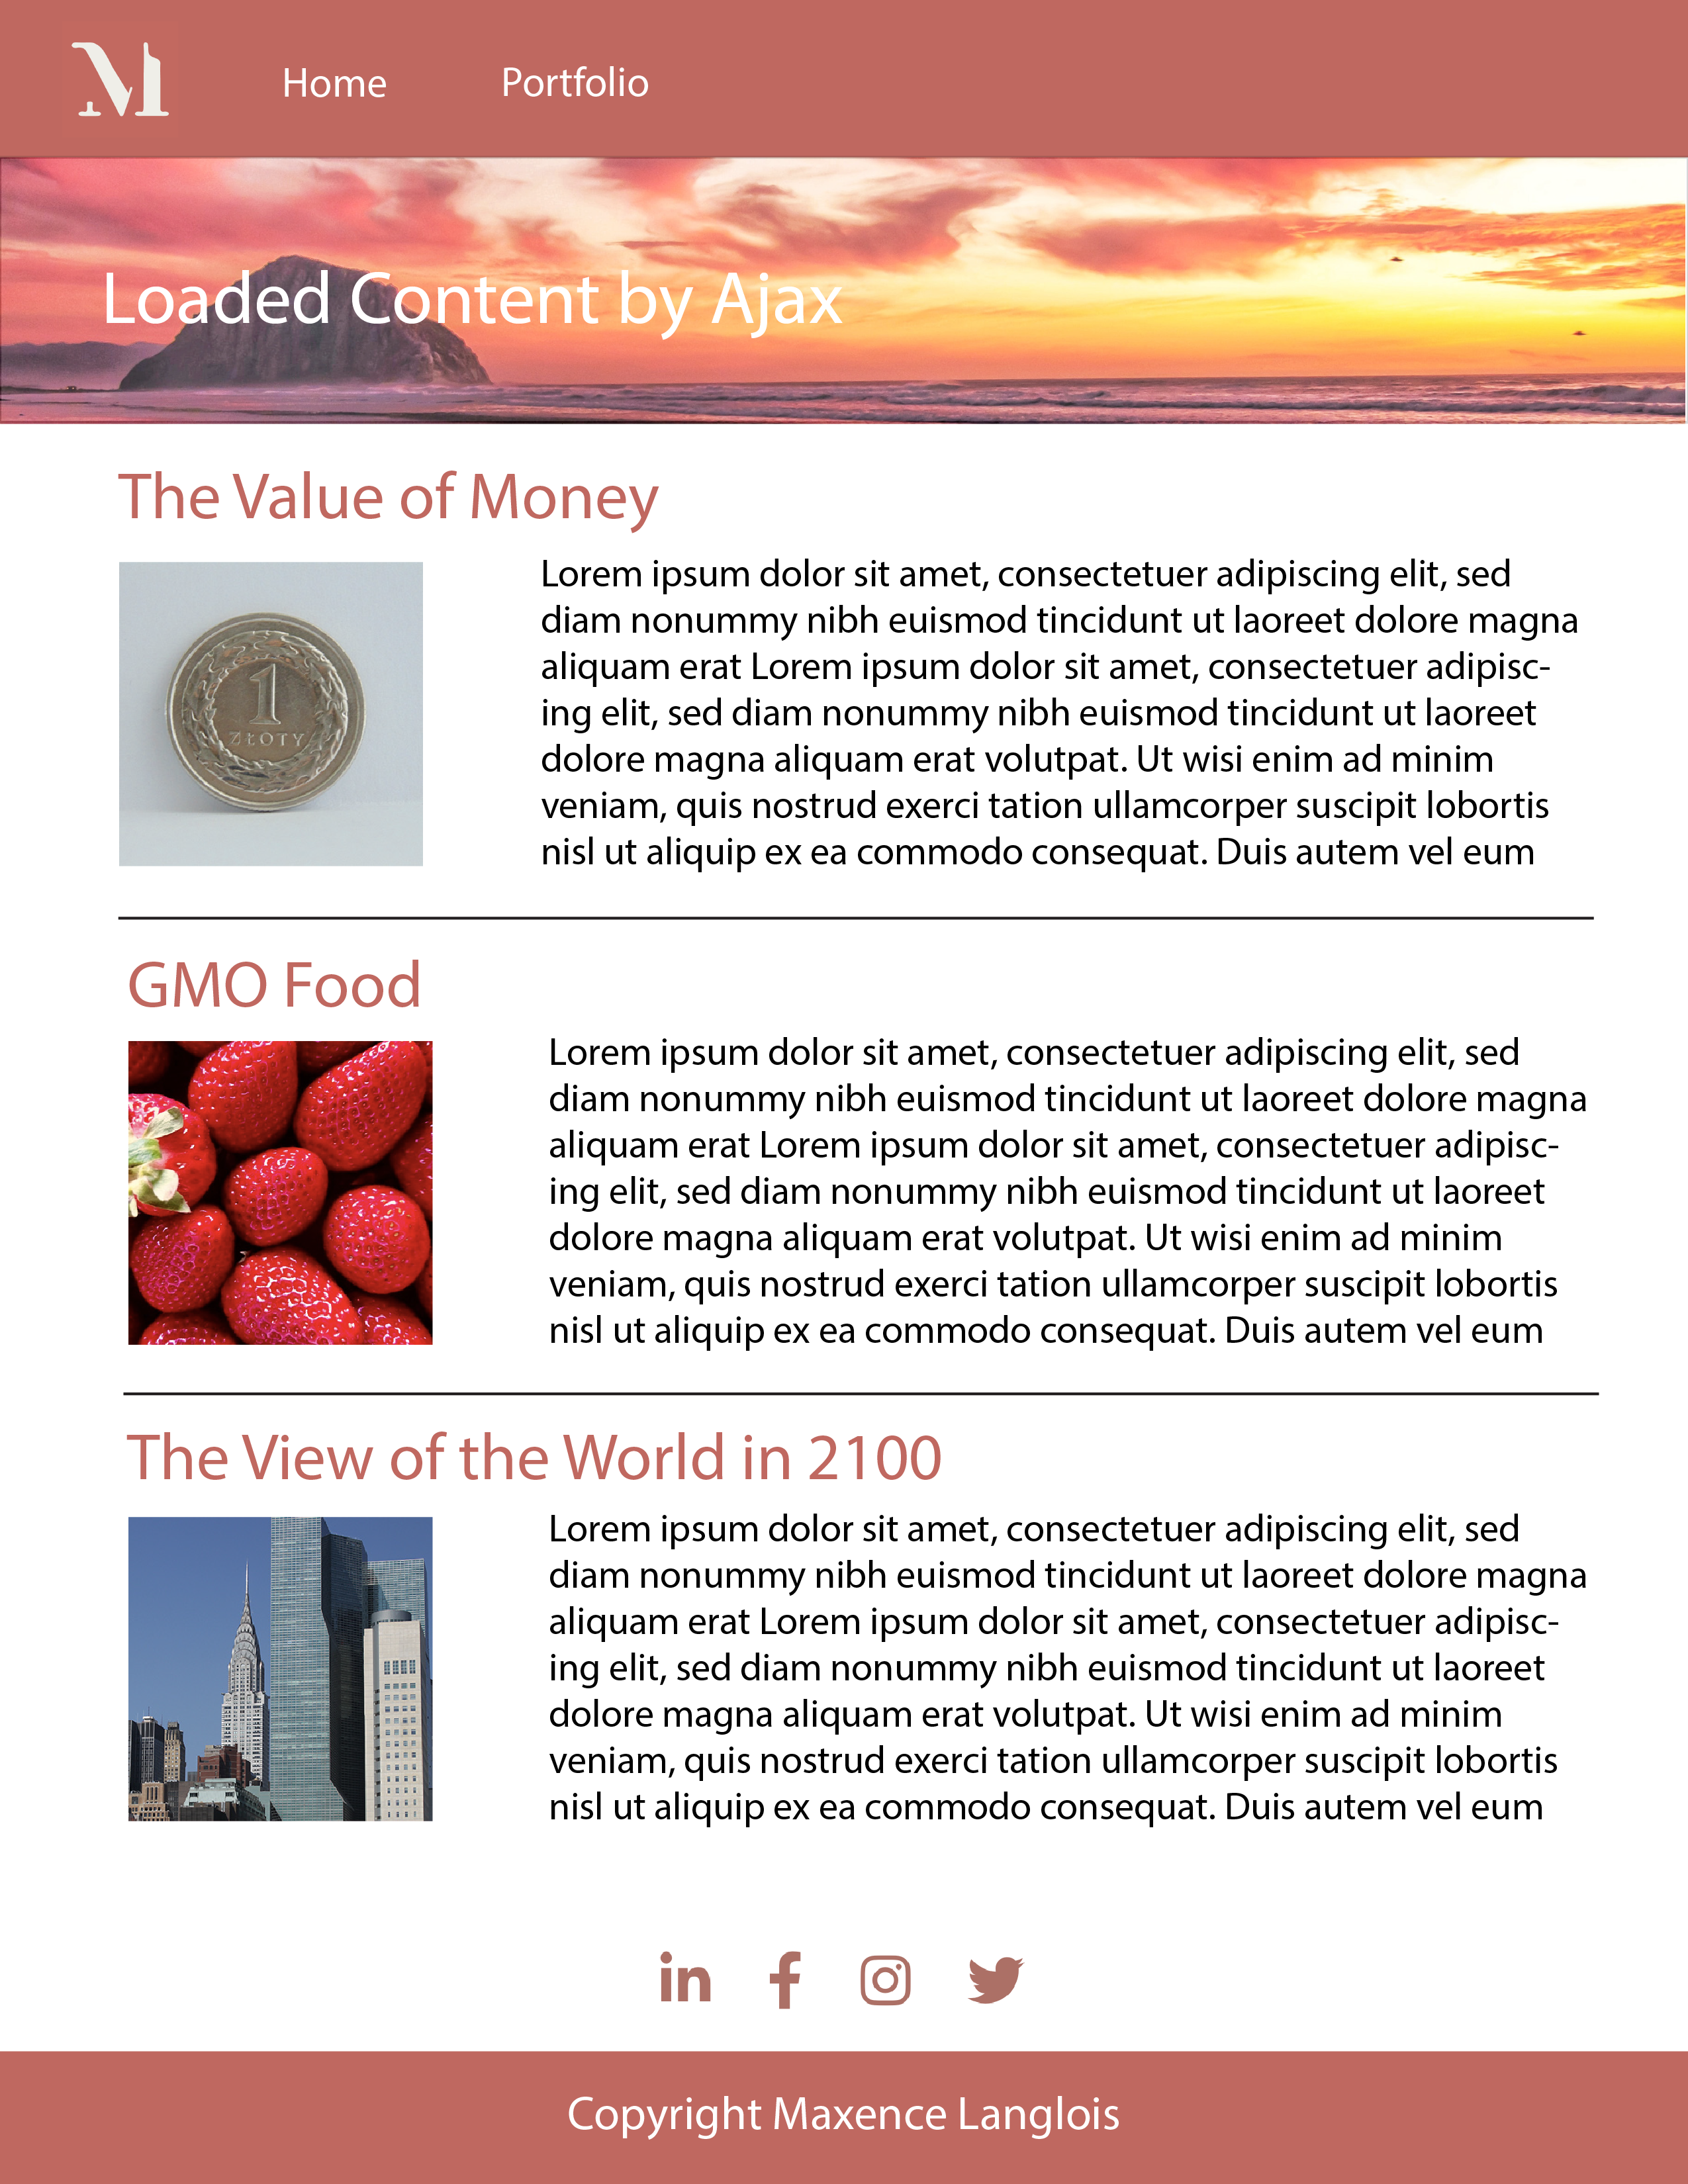 M
Home Portfolio
Loaded Content by Ajax
The Value of Money
1
ZŁOTY
Lorem ipsum dolor sit amet, consectetuer adipiscing elit, sed
diam nonummy nibh euismod tincidunt ut laoreet dolore magna
aliquam erat Lorem ipsum dolor sit amet, consectetuer adipisc-
ing elit, sed diam nonummy nibh euismod tincidunt ut laoreet
dolore magna aliquam erat volutpat. Ut wisi enim ad minim
veniam, quis nostrud exerci tation ullamcorper suscipit lobortis
nisl ut aliquip ex ea commodo consequat. Duis autem vel eum
GMO Food
Lorem ipsum dolor sit amet, consectetuer adipiscing elit, sed
diam nonummy nibh euismod tincidunt ut laoreet dolore magna
aliquam erat Lorem ipsum dolor sit amet, consectetuer adipisc-
ing elit, sed diam nonummy nibh euismod tincidunt ut laoreet
dolore magna aliquam erat volutpat. Ut wisi enim ad minim
veniam, quis nostrud exerci tation ullamcorper suscipit lobortis
nisl ut aliquip ex ea commodo consequat. Duis autem vel eum
The View of the World in 2100
Lorem ipsum dolor sit amet, consectetuer adipiscing elit, sed
diam nonummy nibh euismod tincidunt ut laoreet dolore magna
aliquam erat Lorem ipsum dolor sit amet, consectetuer adipisc-
ing elit, sed diam nonummy nibh euismod tincidunt ut laoreet
dolore magna aliquam erat volutpat. Ut wisi enim ad minim
veniam, quis nostrud exerci tation ullamcorper suscipit lobortis
nisl ut aliquip ex ea commodo consequat. Duis autem vel eum
in f
Copyright Maxence Langlois